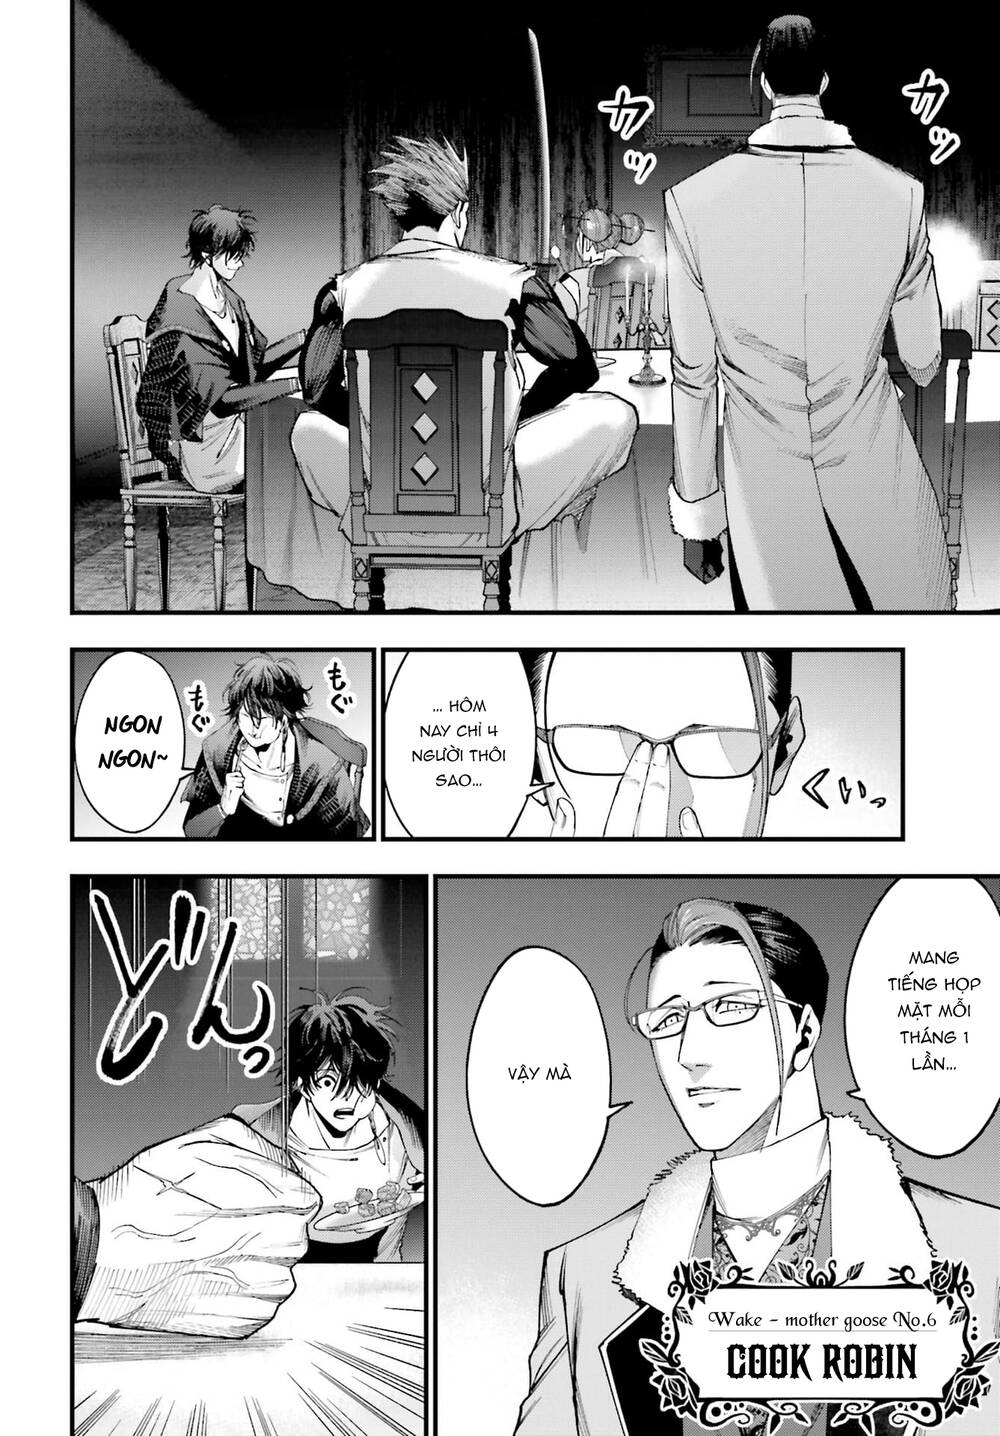 カッ
カッ
... HÔM
NAY CHỈ 4
NGƯỜI THÔI
SAO...
くいっ
NGON
NGON~
もぐ
もぐ
MANG
TIẾNG HỌP
MẶT MỖI
THÁNG 1
LẦN...
VẬY MÀ
Wake - mother goose No.6
COOK ROBIN
どんっ